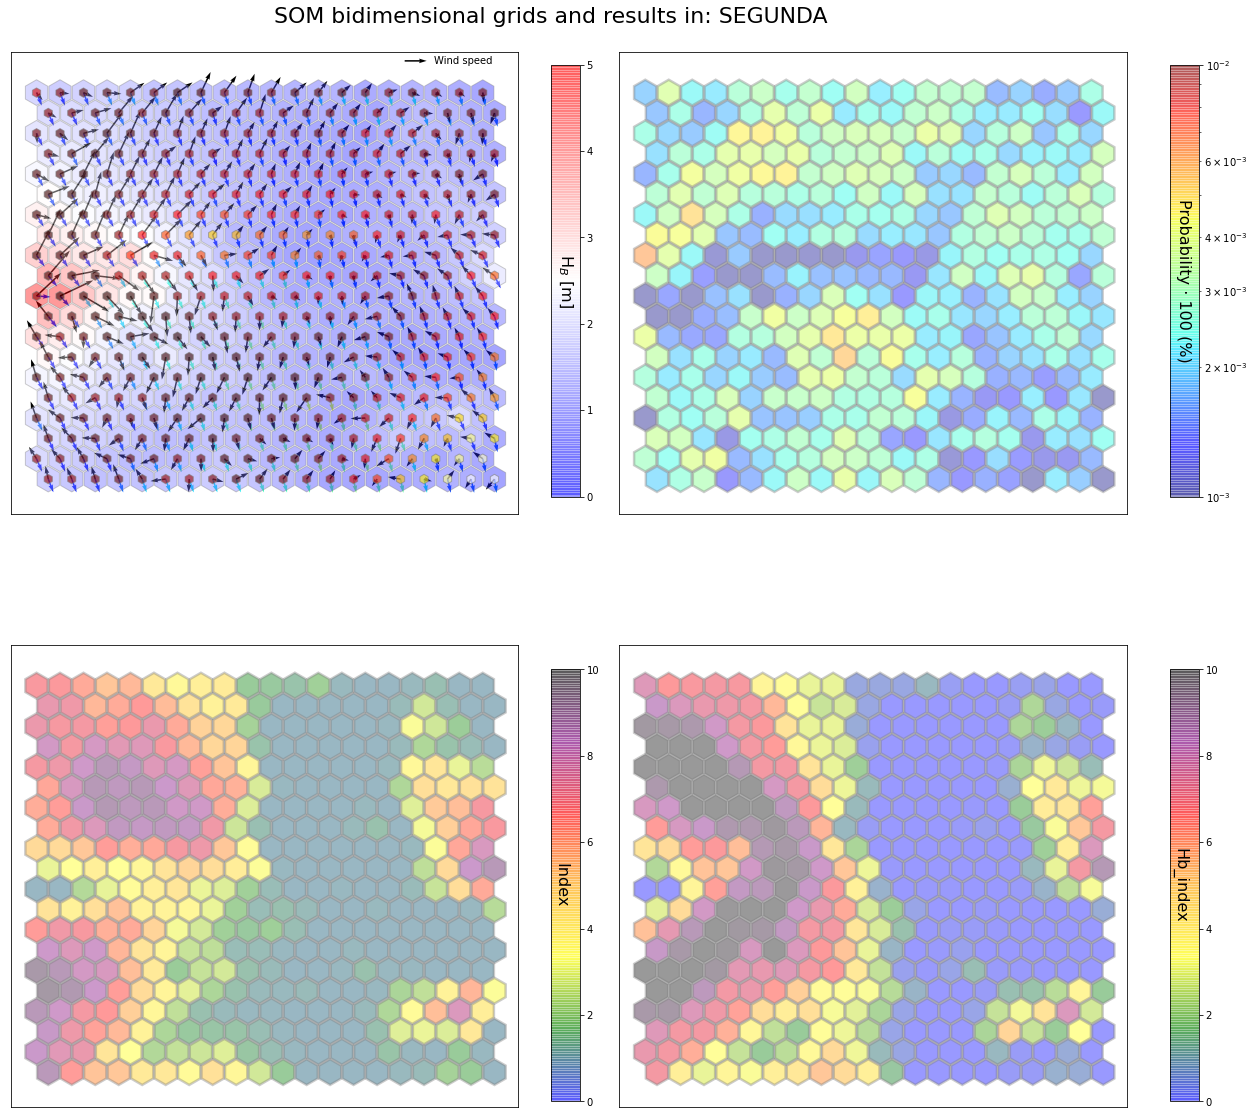 SOM bidimensional grids and results in: SEGUNDA
Wind speed
5
4
3
2
1
0
H_B [m]
10^-2
6 × 10^-3
4 × 10^-3
3 × 10^-3
2 × 10^-3
10^-3
Probability · 100 (%)
10
8
6
4
2
0
Index
10
8
6
4
2
0
Hb_index